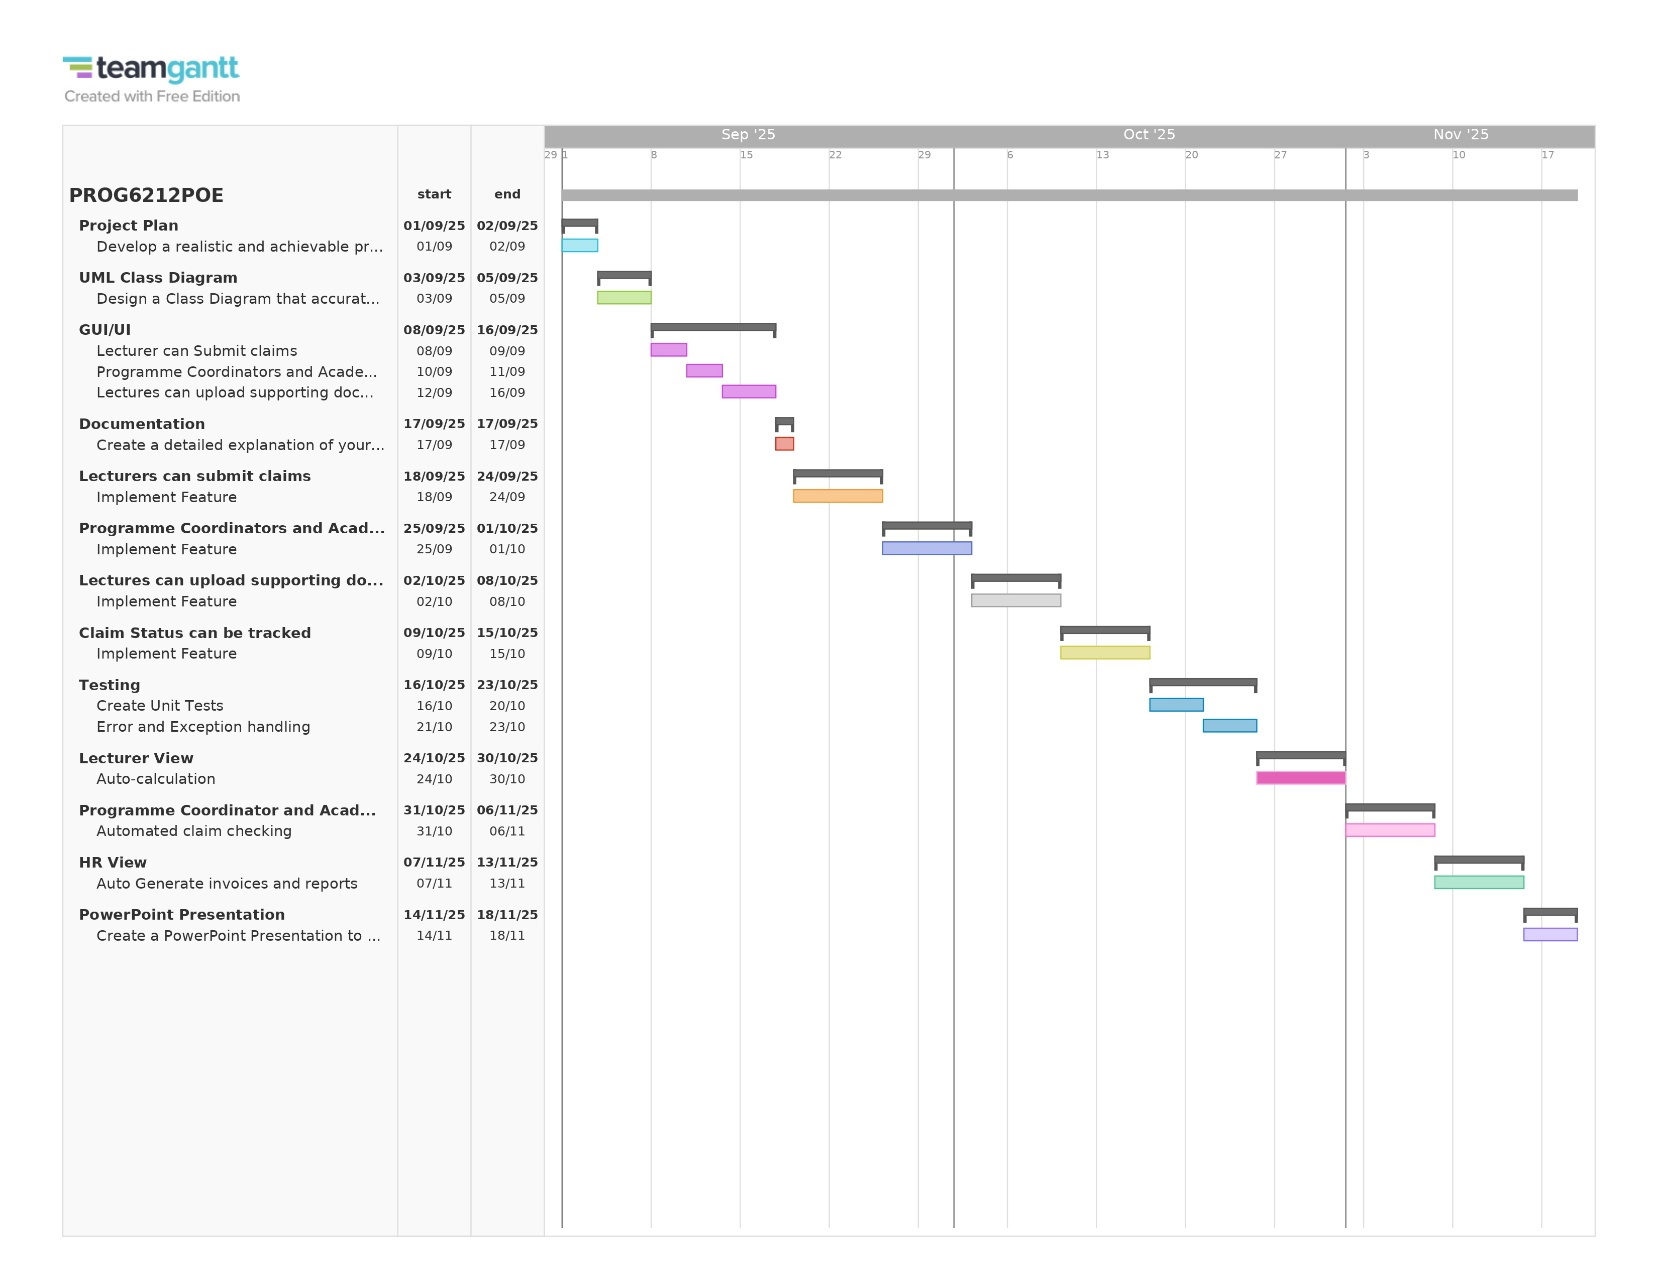 teamgantt
Created with Free Edition
Sep '25 Oct '25 Nov '25
29 1 8 15 22 29 6 13 20 27 3 10 17
PROG6212POE start end
Project Plan 01/09/25 02/09/25
Develop a realistic and achievable pr... 01/09 02/09
UML Class Diagram 03/09/25 05/09/25
Design a Class Diagram that accurat... 03/09 05/09
GUI/UI 08/09/25 16/09/25
Lecturer can Submit claims 08/09 09/09
Programme Coordinators and Acade... 10/09 11/09
Lectures can upload supporting doc... 12/09 16/09
Documentation 17/09/25 17/09/25
Create a detailed explanation of your... 17/09 17/09
Lecturers can submit claims 18/09/25 24/09/25
Implement Feature 18/09 24/09
Programme Coordinators and Acad... 25/09/25 01/10/25
Implement Feature 25/09 01/10
Lectures can upload supporting do... 02/10/25 08/10/25
Implement Feature 02/10 08/10
Claim Status can be tracked 09/10/25 15/10/25
Implement Feature 09/10 15/10
Testing 16/10/25 23/10/25
Create Unit Tests 16/10 20/10
Error and Exception handling 21/10 23/10
Lecturer View 24/10/25 30/10/25
Auto-calculation 24/10 30/10
Programme Coordinator and Acad... 31/10/25 06/11/25
Automated claim checking 31/10 06/11
HR View 07/11/25 13/11/25
Auto Generate invoices and reports 07/11 13/11
PowerPoint Presentation 14/11/25 18/11/25
Create a PowerPoint Presentation to ... 14/11 18/11